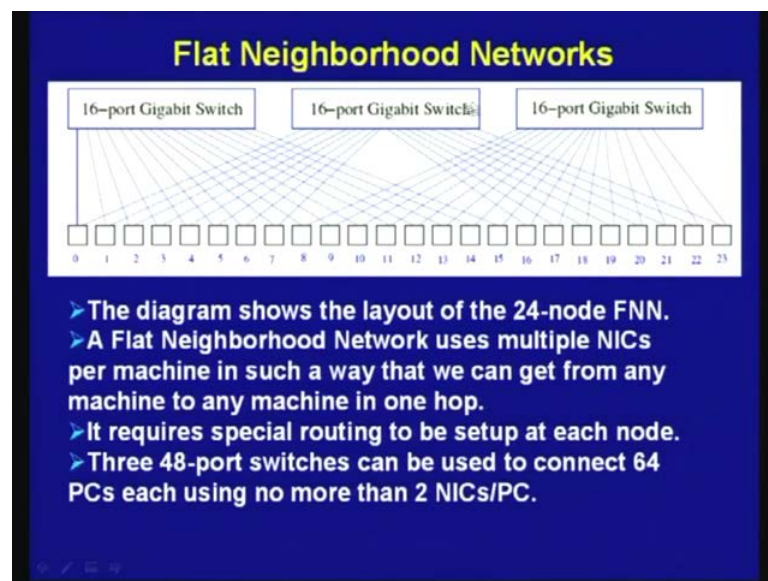 Flat Neighborhood Networks
16–port Gigabit Switch 16–port Gigabit Switch 16–port Gigabit Switch
0 1 2 3 4 5 6 7 8 9 10 11 12 13 14 15 16 17 18 19 20 21 22 23
➢The diagram shows the layout of the 24-node FNN.
➢A Flat Neighborhood Network uses multiple NICs
per machine in such a way that we can get from any
machine to any machine in one hop.
➢It requires special routing to be setup at each node.
➢Three 48-port switches can be used to connect 64
PCs each using no more than 2 NICs/PC.